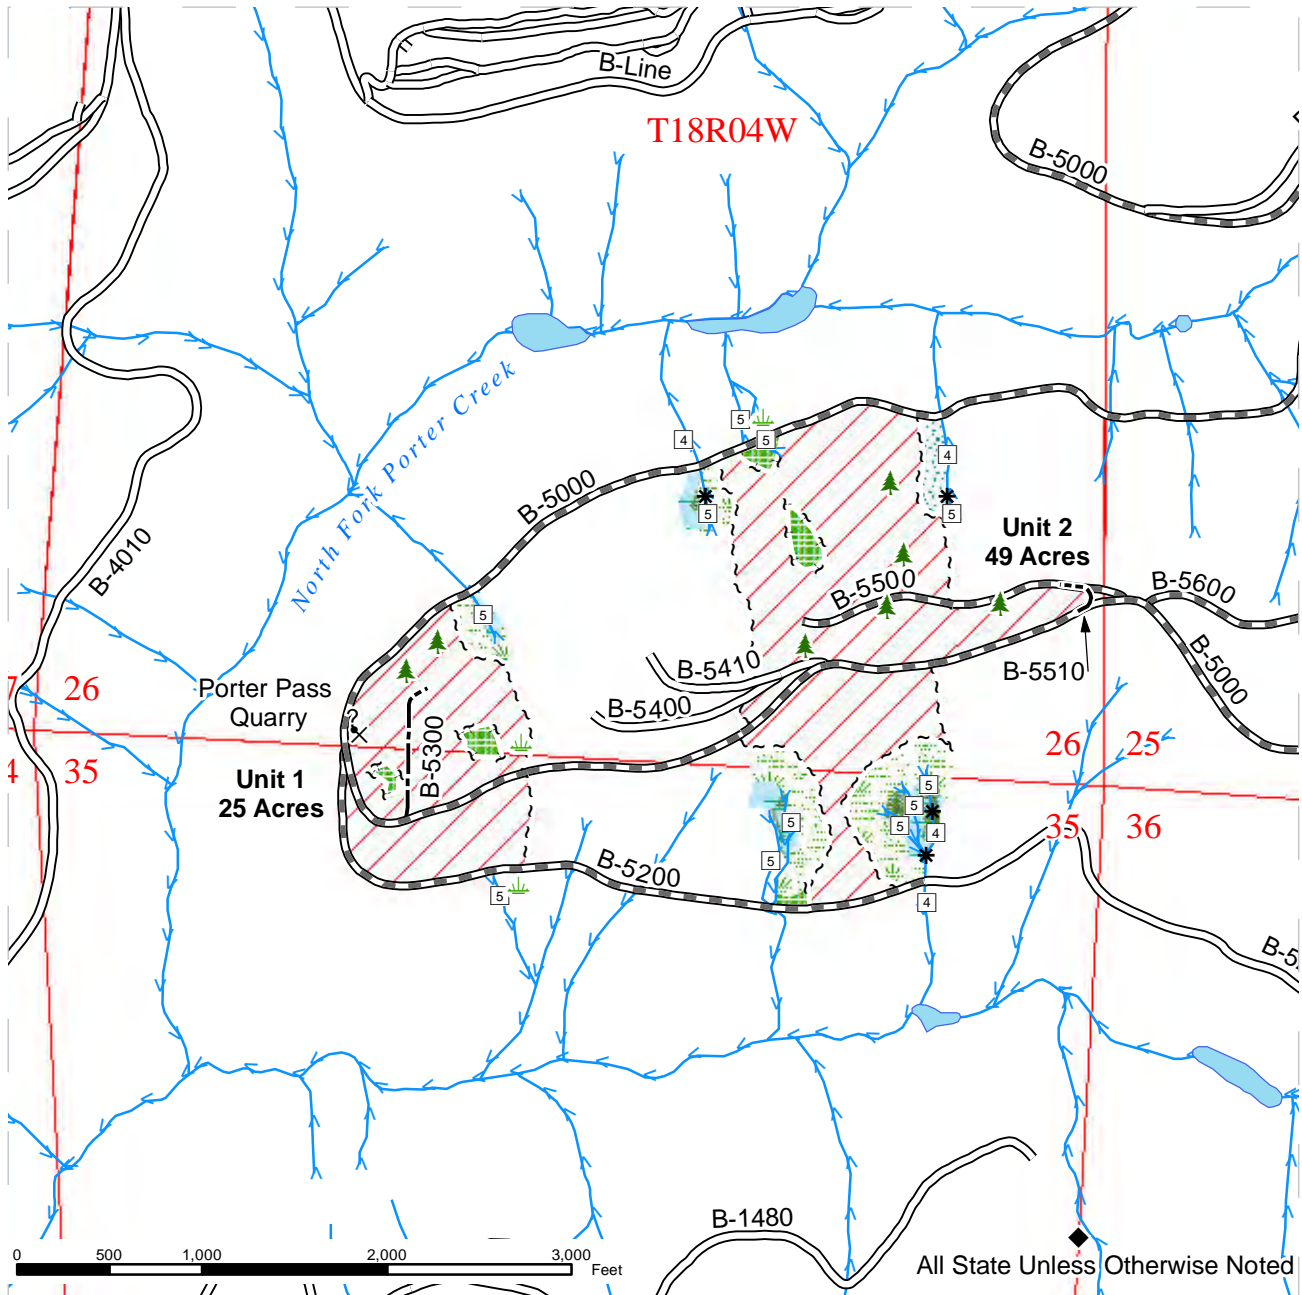 B-Line
T18R04W
B-5000
North Fork Porter Creek
5
4
5
4
B-5000
5
5
Unit 2
49 Acres
B-4010
B-5500
B-5600
5
B-5410
B-5510
B-5000
26
Porter Pass
Quarry
B-5400
B-5300
26
25
35
Unit 1
25 Acres
5
5
5
5
4
35
36
5
B-5200
5
4
B-1480
0
500
1,000
2,000
3,000
Feet
All State Unless Otherwise Noted